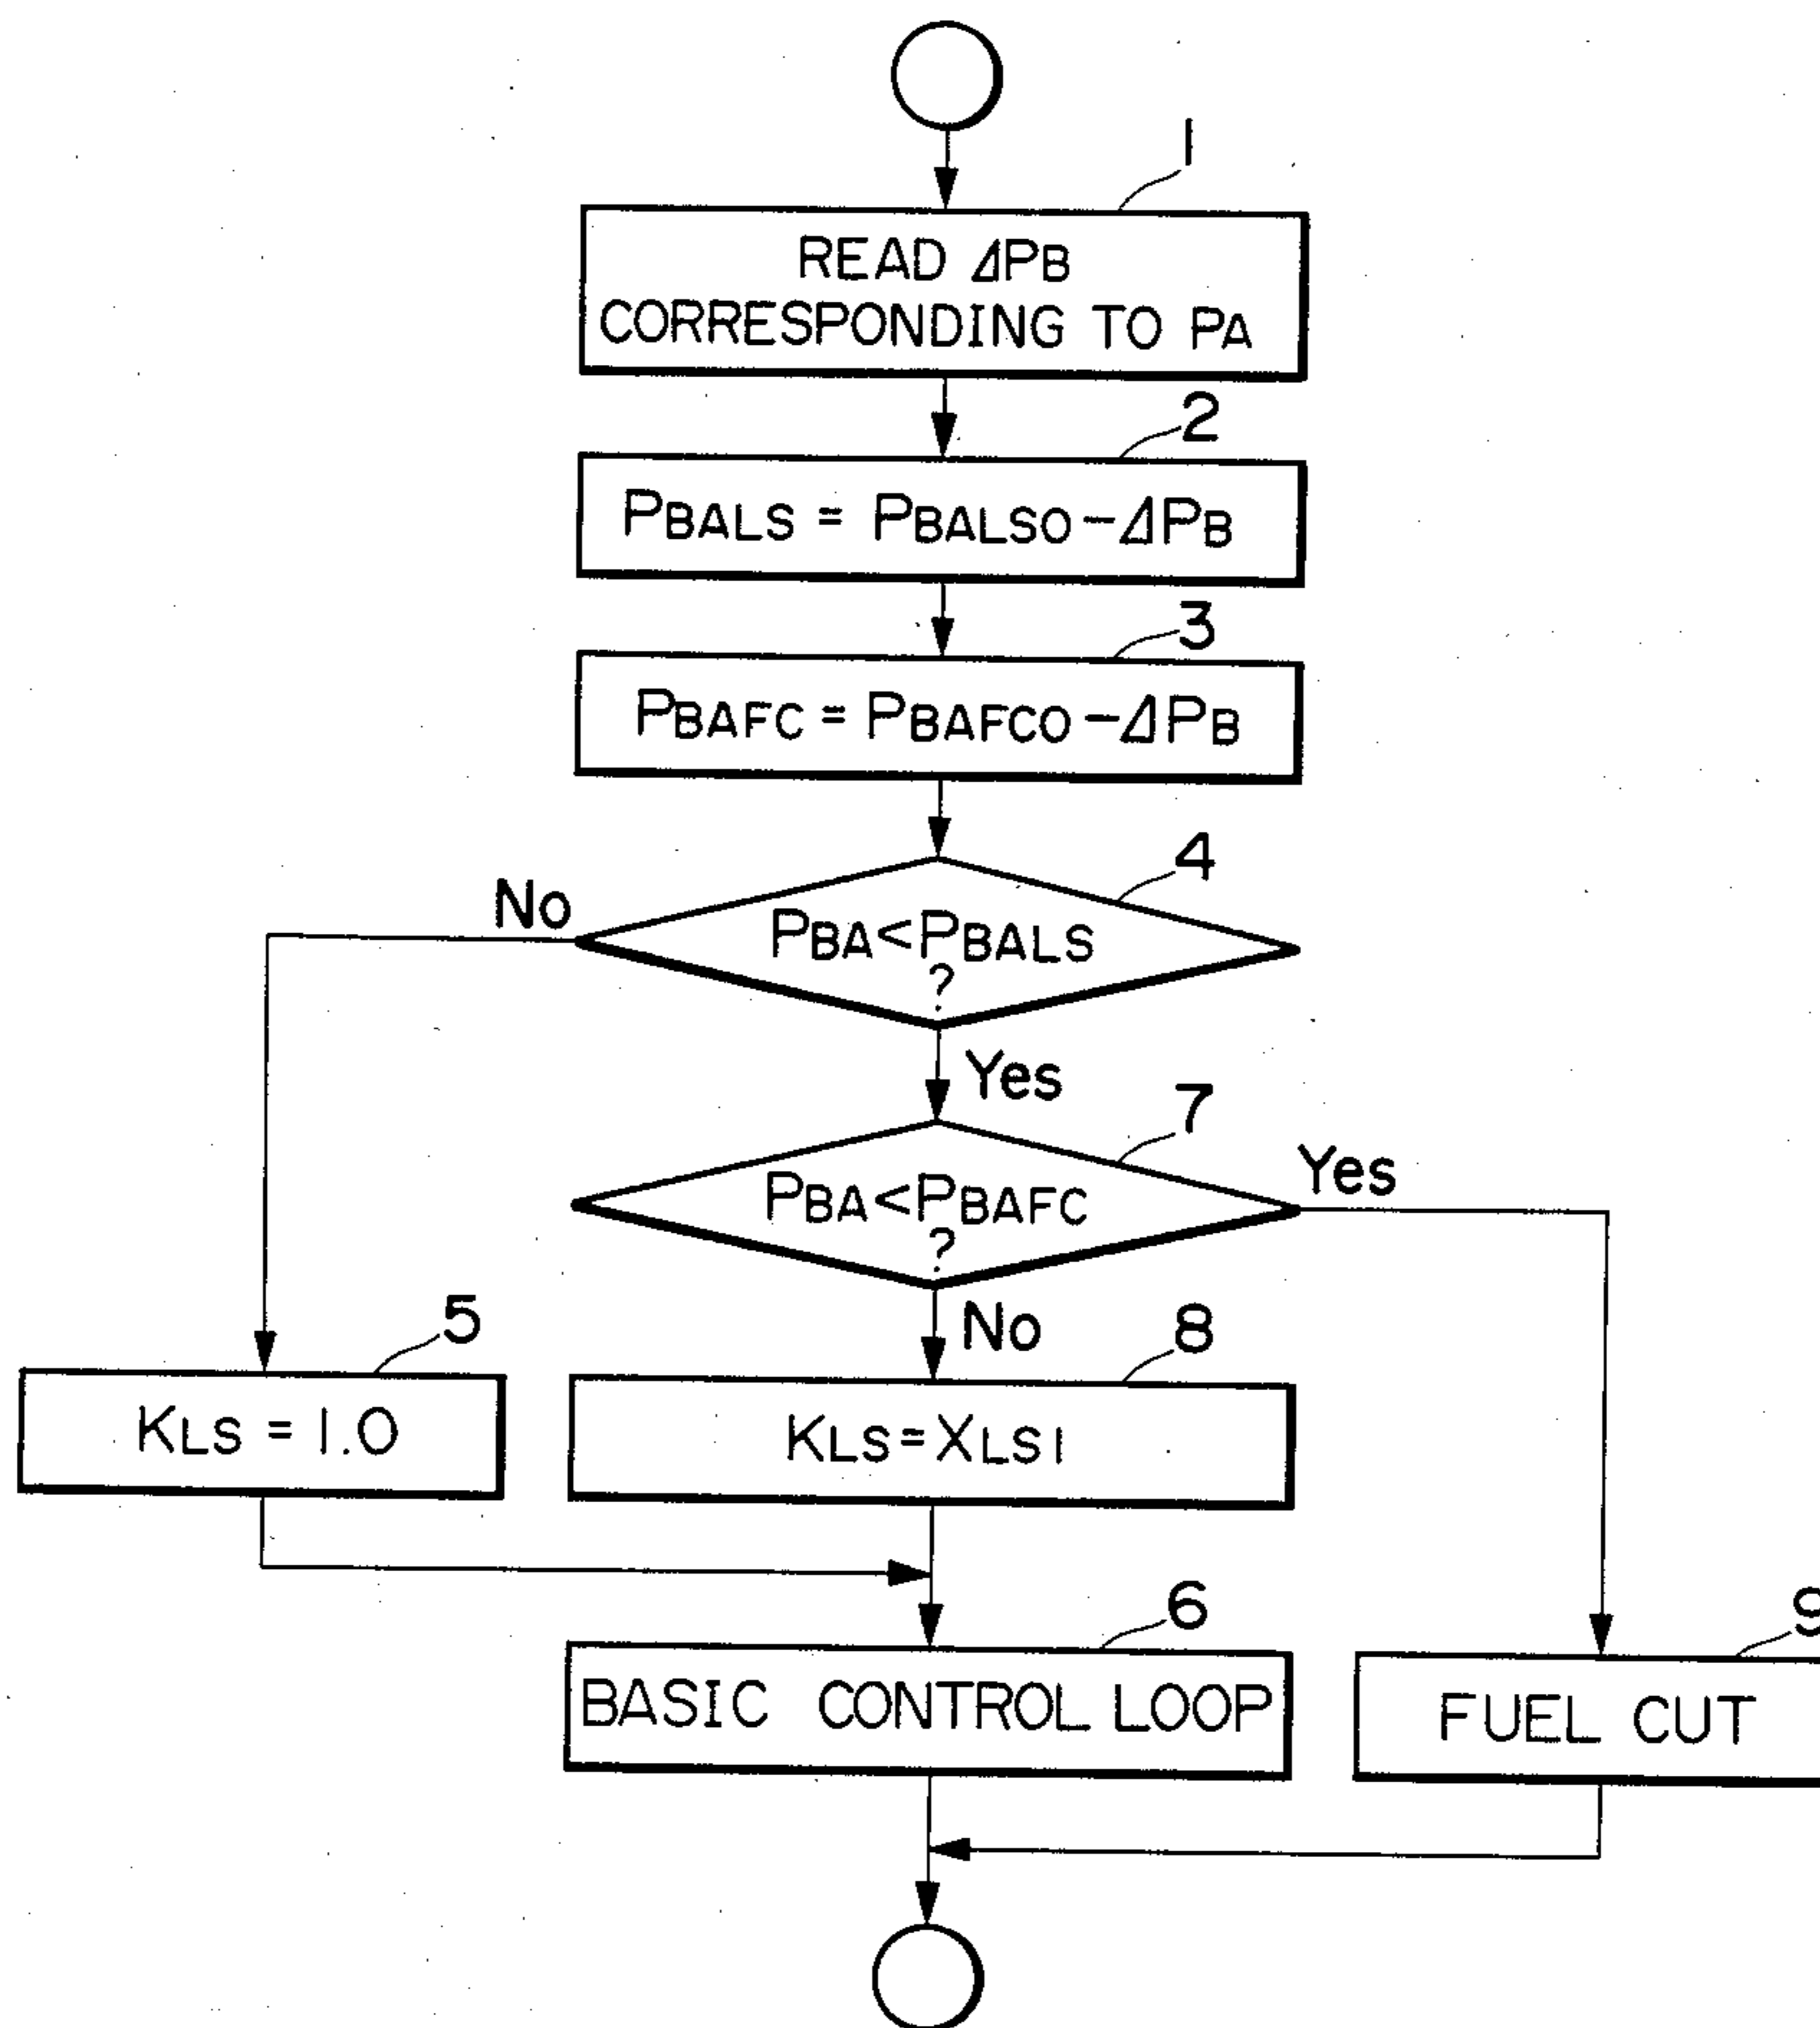 1
READ ΔPB
CORRESPONDING TO PA
2
PBALS = PBALSO-ΔPB
3
PBAFC = PBAFCO-ΔPB
4
No
PBA<PBALS
?
Yes
7
PBA<PBAFC
?
Yes
No
5
KLS = 1.0
8
KLS=XLS1
6
BASIC CONTROL LOOP
9
FUEL CUT